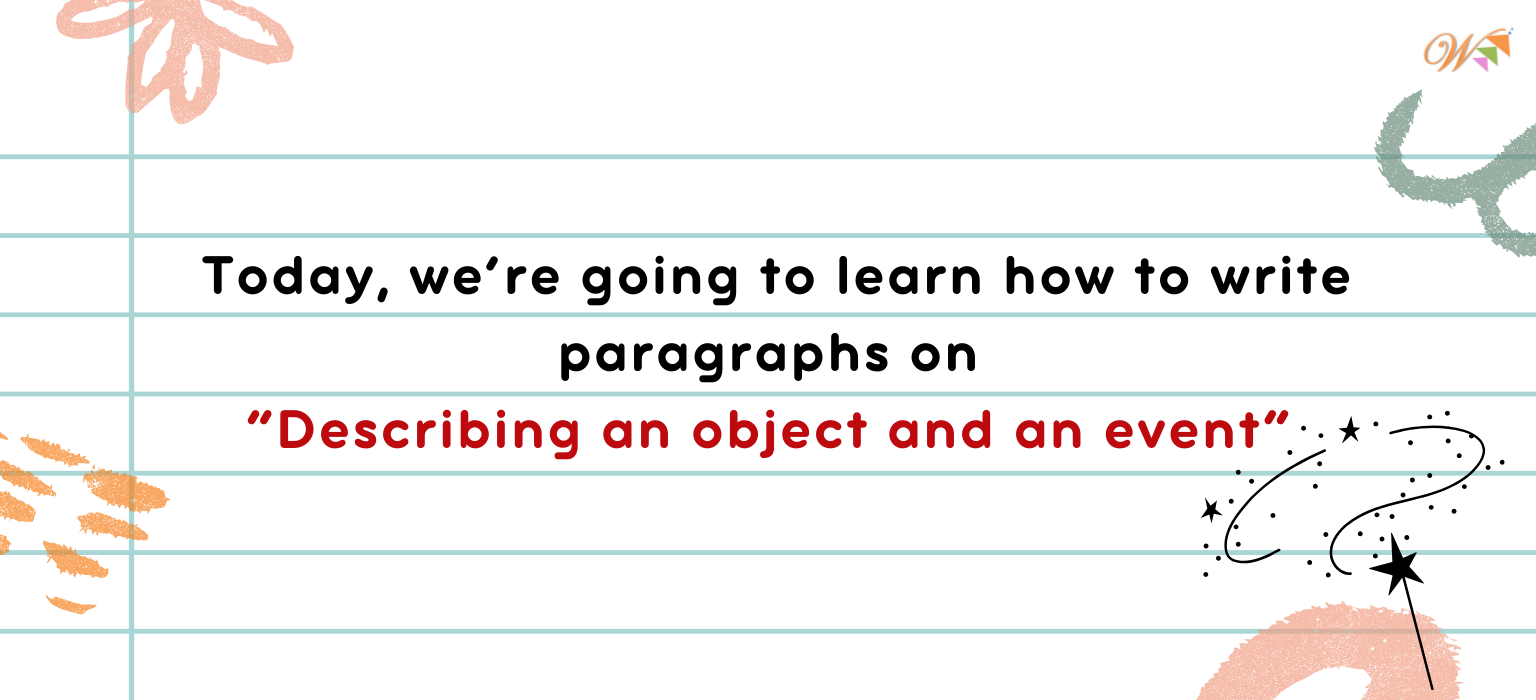 W
Today, we’re going to learn how to write
paragraphs on
“Describing an object and an event”